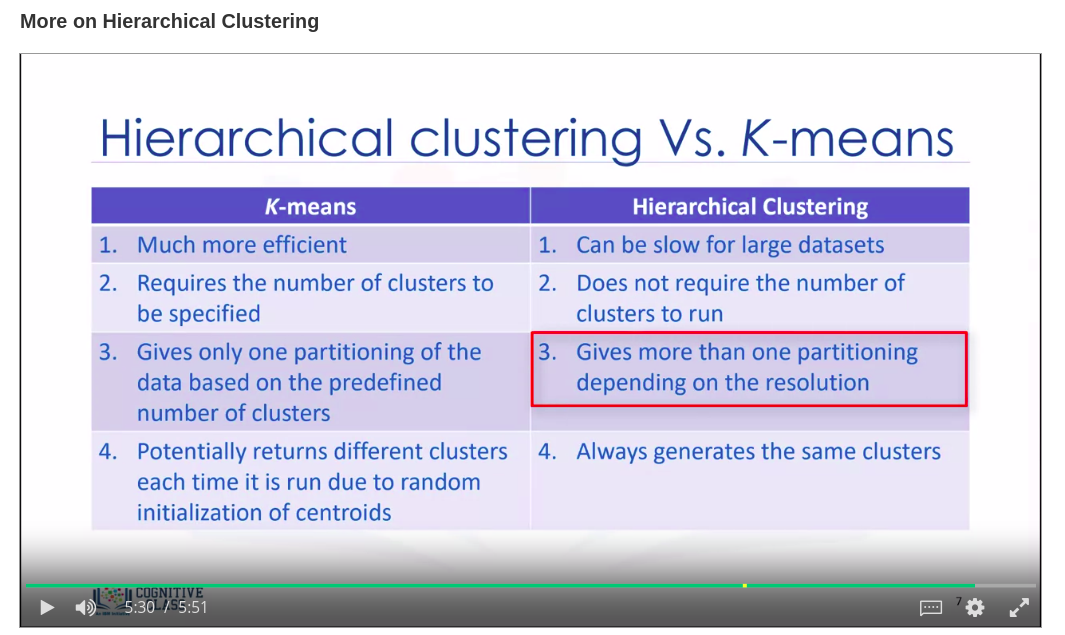 More on Hierarchical Clustering
Hierarchical clustering Vs. K-means
K-means
Hierarchical Clustering
1. Much more efficient
1. Can be slow for large datasets
2. Requires the number of clusters to
be specified
2. Does not require the number of
clusters to run
3. Gives only one partitioning of the
data based on the predefined
number of clusters
3. Gives more than one partitioning
depending on the resolution
4. Potentially returns different clusters
each time it is run due to random
initialization of centroids
4. Always generates the same clusters
COGNITIVE
5:30 / 5:51
7